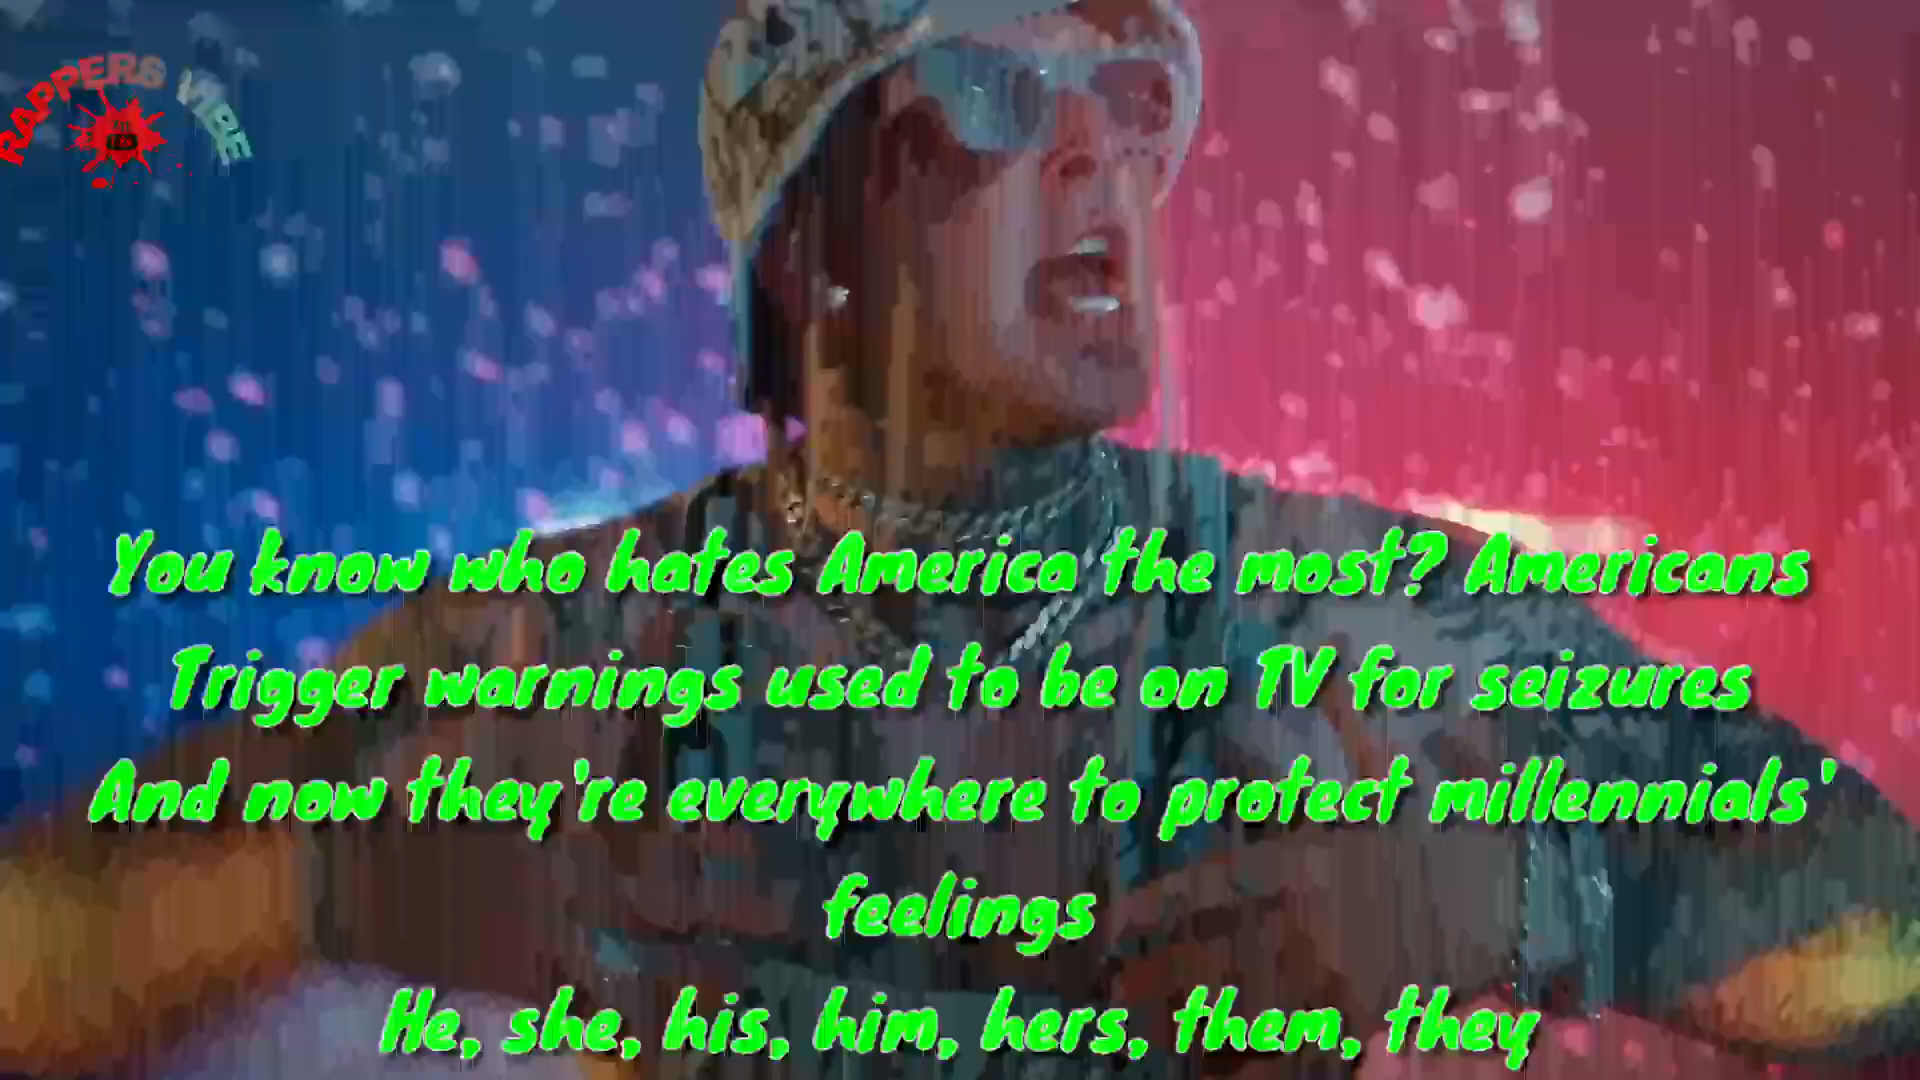 RAPPERS VIBE
You know who hates America the most? Americans
Trigger warnings used to be on TV for seizures
And now they're everywhere to protect millennials'
feelings
He, she, his, him, hers, them, they